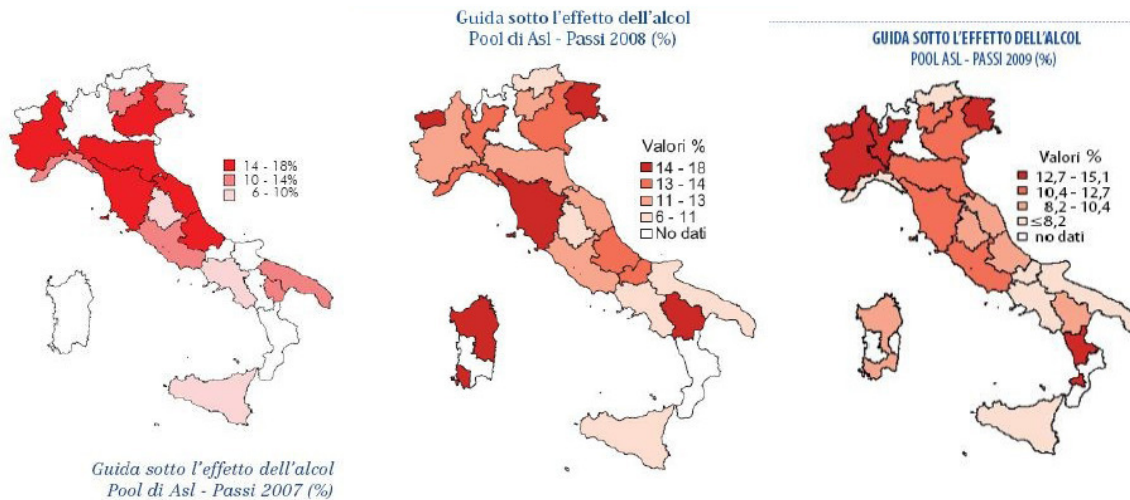 14 - 18%
10 - 14%
6 - 10%
Guida sotto l'effetto dell'alcol
Pool di Asl - Passi 2007 (%)
Guida sotto l'effetto dell'alcol
Pool di Asl - Passi 2008 (%)
Valori %
14 - 18
13 - 14
11 - 13
6 - 11
No dati
GUIDA SOTTO L'EFFETTO DELL'ALCOL
POOL ASL - PASSI 2009 (%)
Valori %
12,7 - 15,1
10,4 - 12,7
8,2 - 10,4
≤8,2
no dati